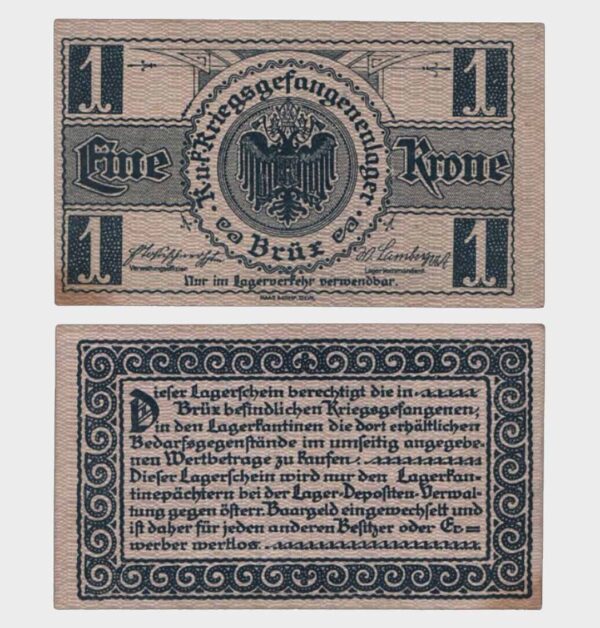 1 1
K.u.k. Kriegsgefangenenlager
Eine Krone
Brüx
1 1
Verwaltungsoffizier Lagerkommandant
Nur im Lagerverkehr verwendbar.
Dieser Lagerschein berechtigt die in
Brüx befindlichen Kriegsgefangenen,
in den Lagerkantinen die dort erhältlichen
Bedarfsgegenstände im umseitig angegebe-
nen Wertbetrage zu kaufen.
Dieser Lagerschein wird nur den Lagerkan-
tinepächtern bei der Lager-Depositen-Verwal-
tung gegen österr. Baargeld eingewechselt und
ist daher für jeden anderen Besitzer oder Er=
werber wertlos.